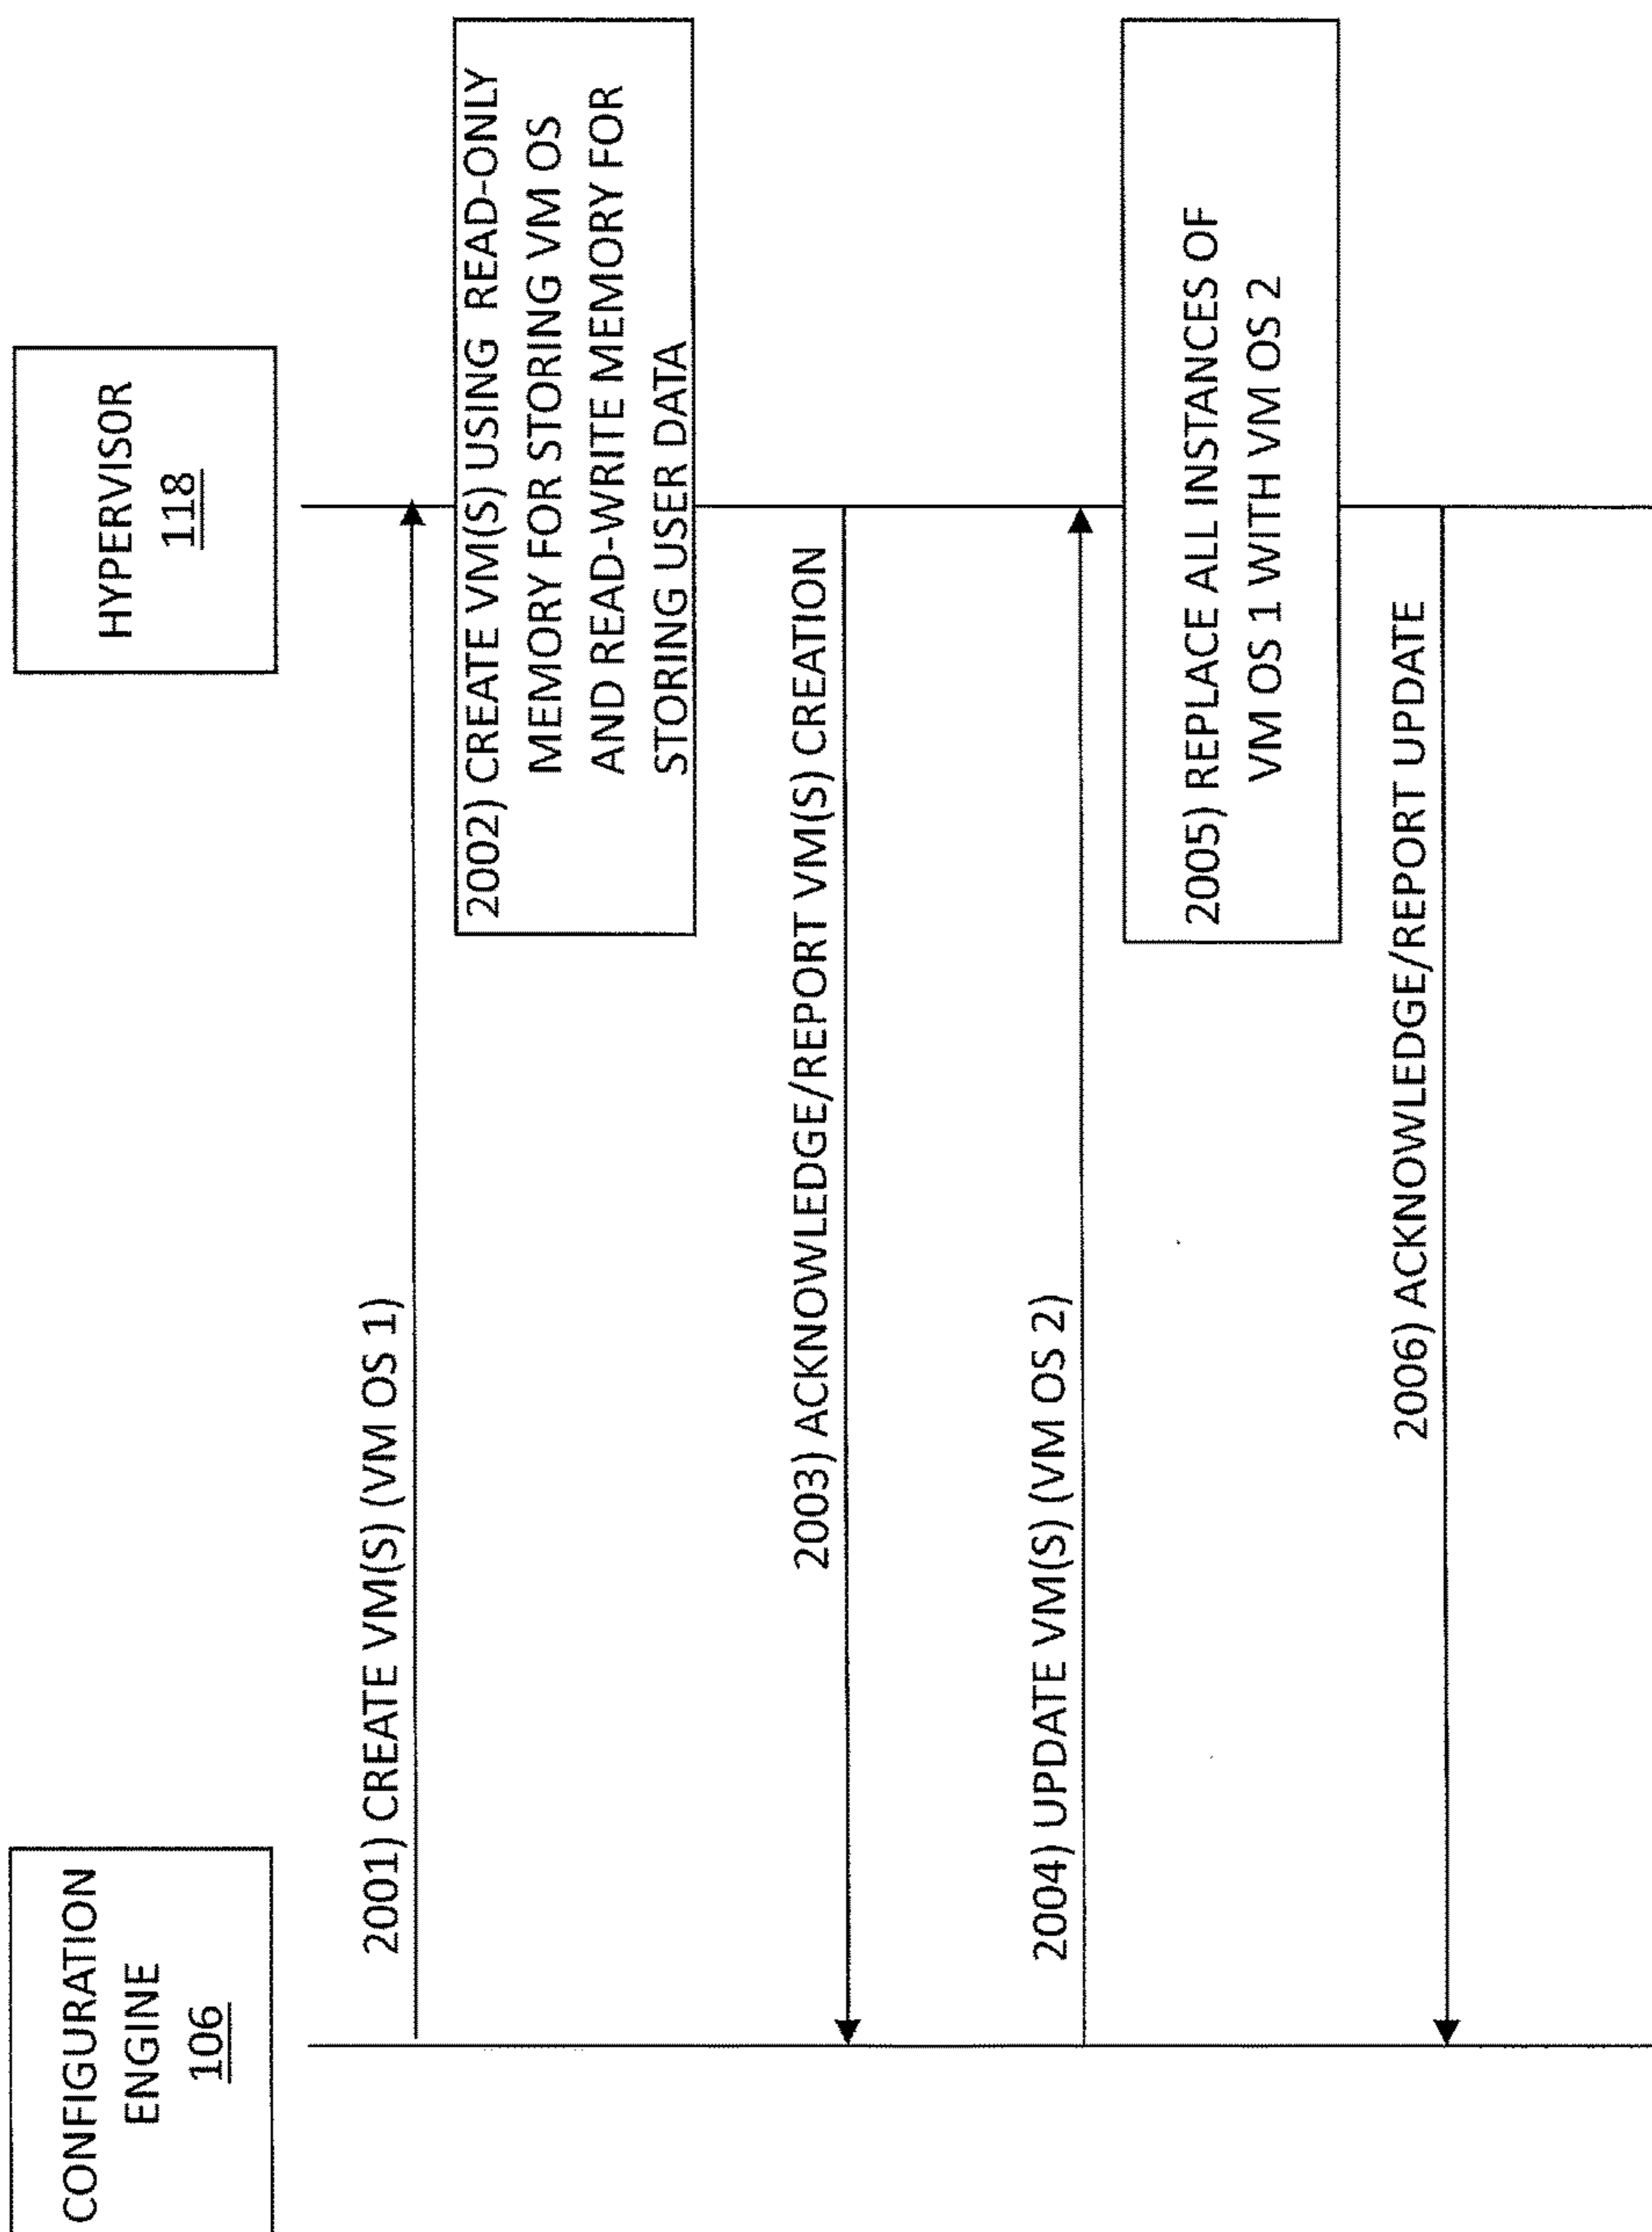 CONFIGURATION
ENGINE
106
HYPERVISOR
118
2001) CREATE VM(S) (VM OS 1)
2002) CREATE VM(S) USING READ-ONLY
MEMORY FOR STORING VM OS
AND READ-WRITE MEMORY FOR
STORING USER DATA
2003) ACKNOWLEDGE/REPORT VM(S) CREATION
2004) UPDATE VM(S) (VM OS 2)
2005) REPLACE ALL INSTANCES OF
VM OS 1 WITH VM OS 2
2006) ACKNOWLEDGE/REPORT UPDATE